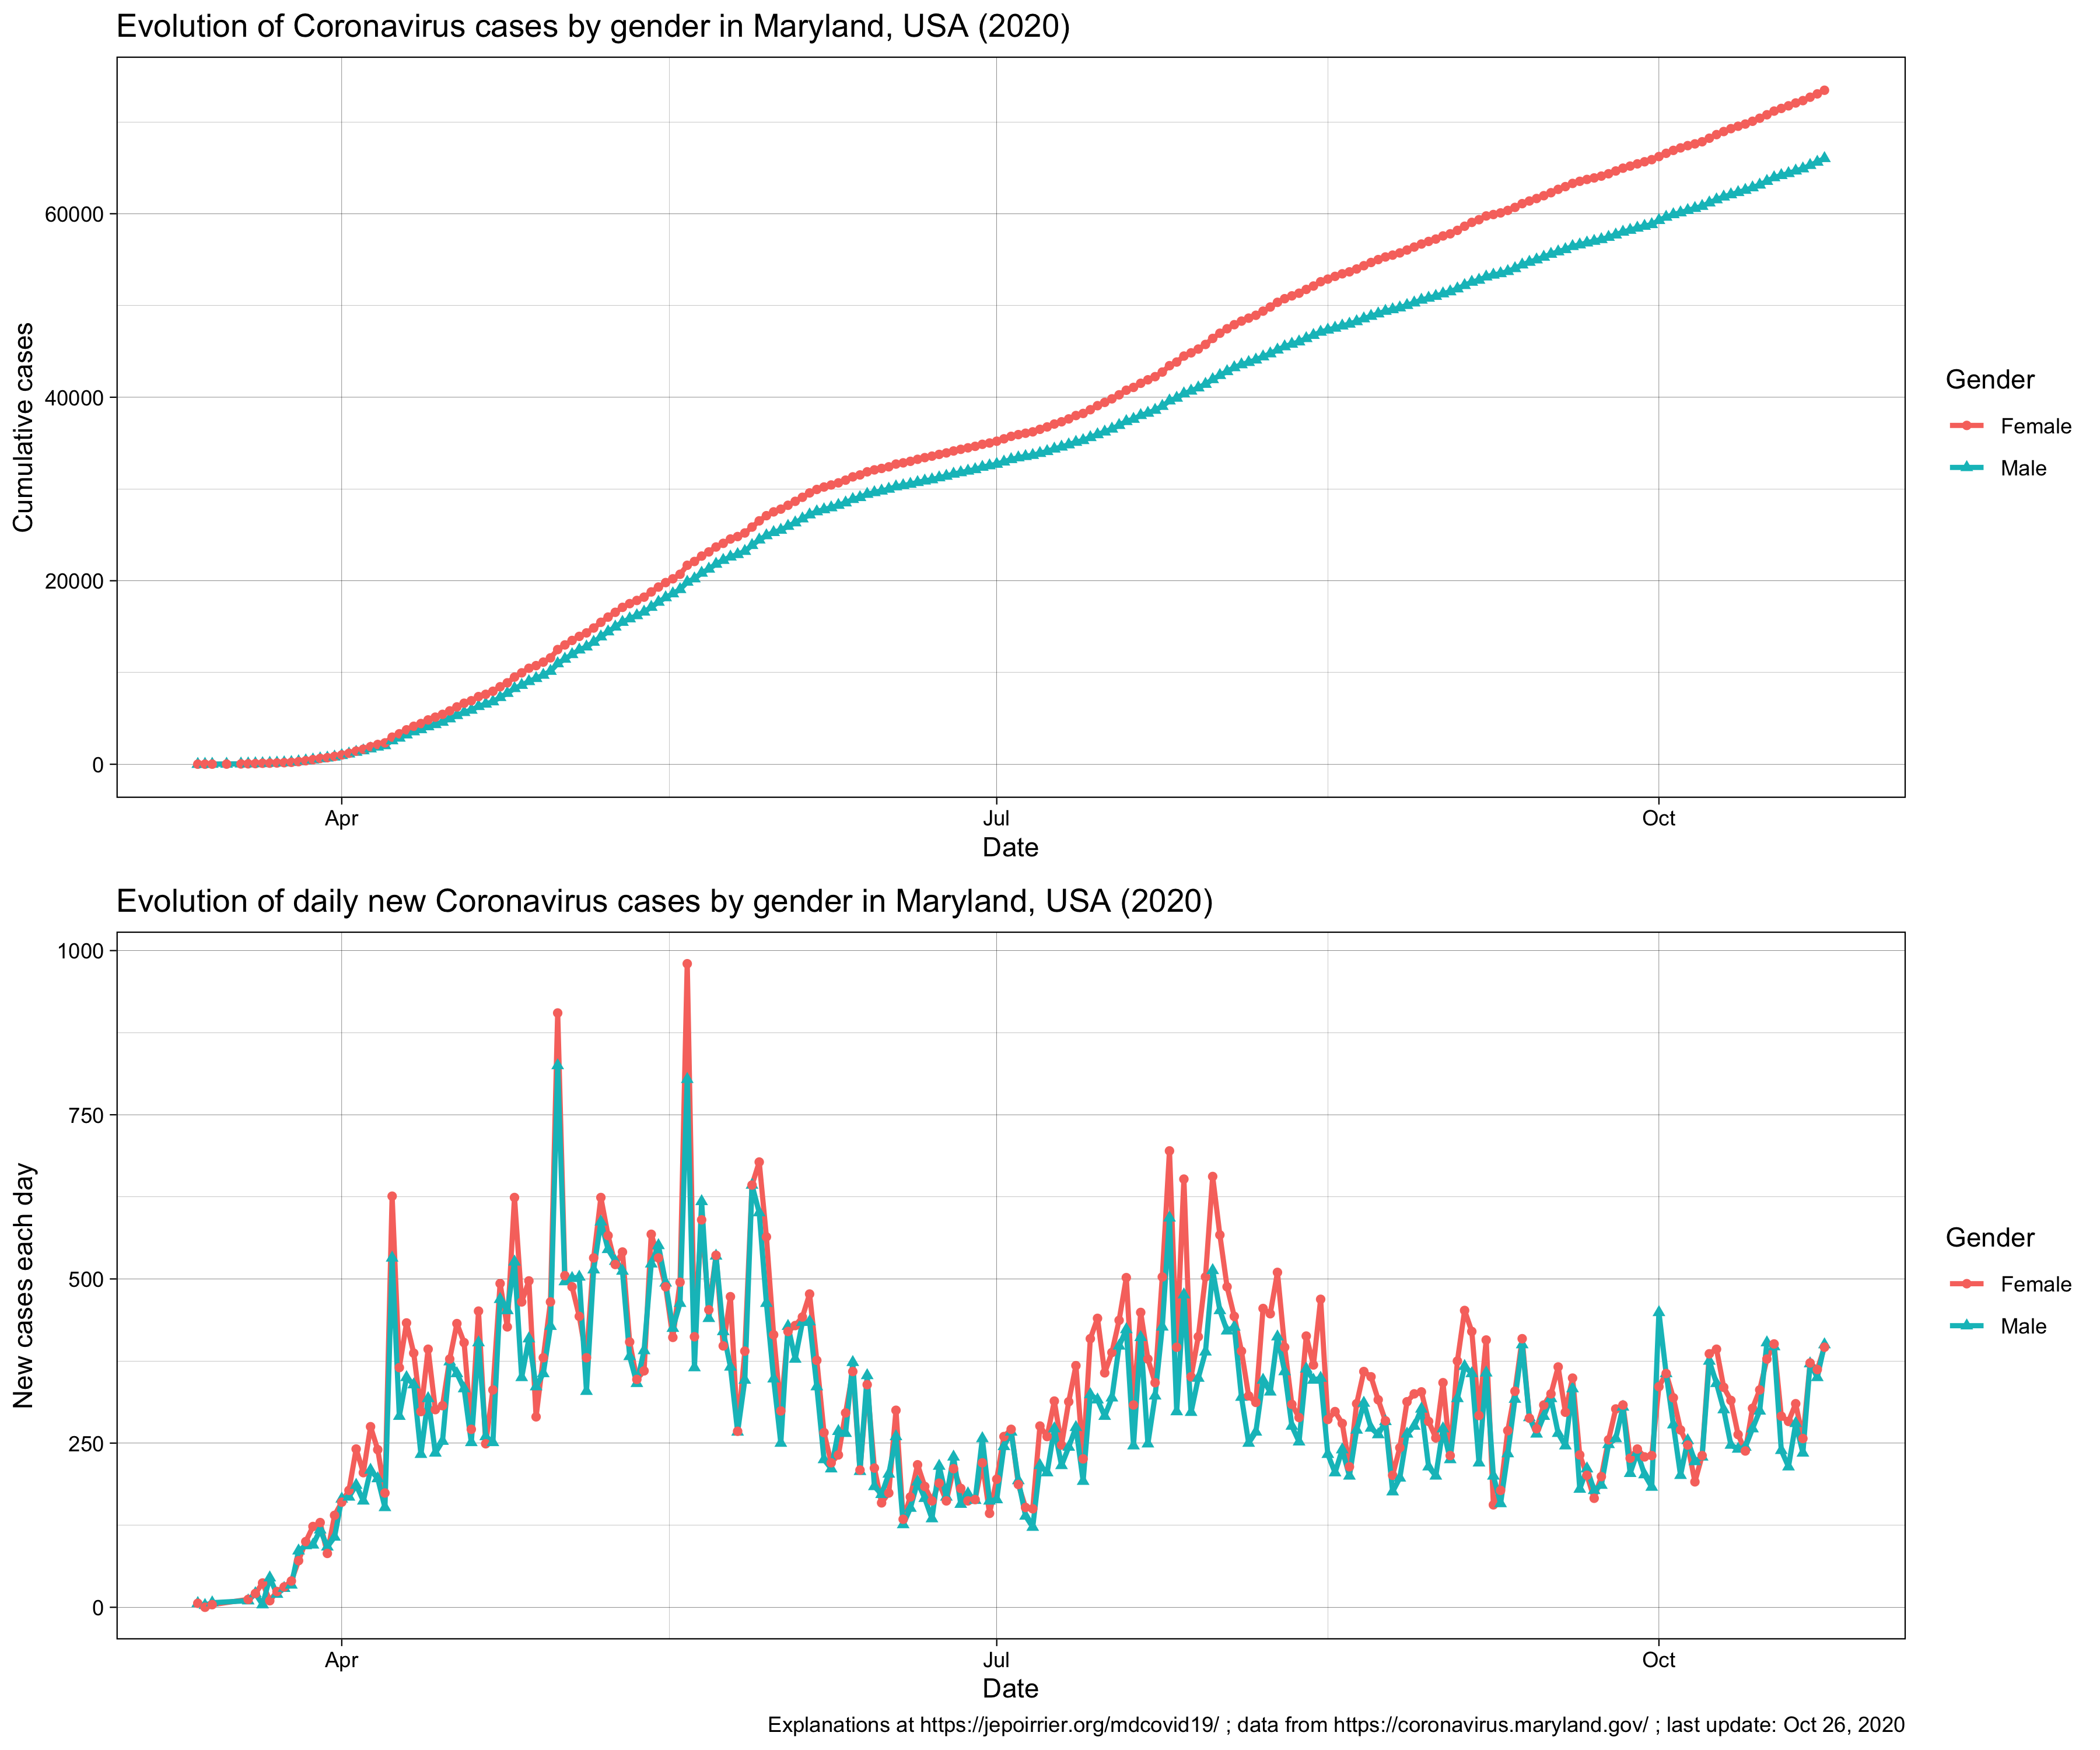 Evolution of Coronavirus cases by gender in Maryland, USA (2020)
Cumulative cases
60000
40000
20000
0
Apr
Jul
Oct
Date
Gender
Female
Male
Evolution of daily new Coronavirus cases by gender in Maryland, USA (2020)
New cases each day
1000
750
500
250
0
Apr
Jul
Oct
Date
Gender
Female
Male
Explanations at https://jepoirrier.org/mdcovid19/ ; data from https://coronavirus.maryland.gov/ ; last update: Oct 26, 2020